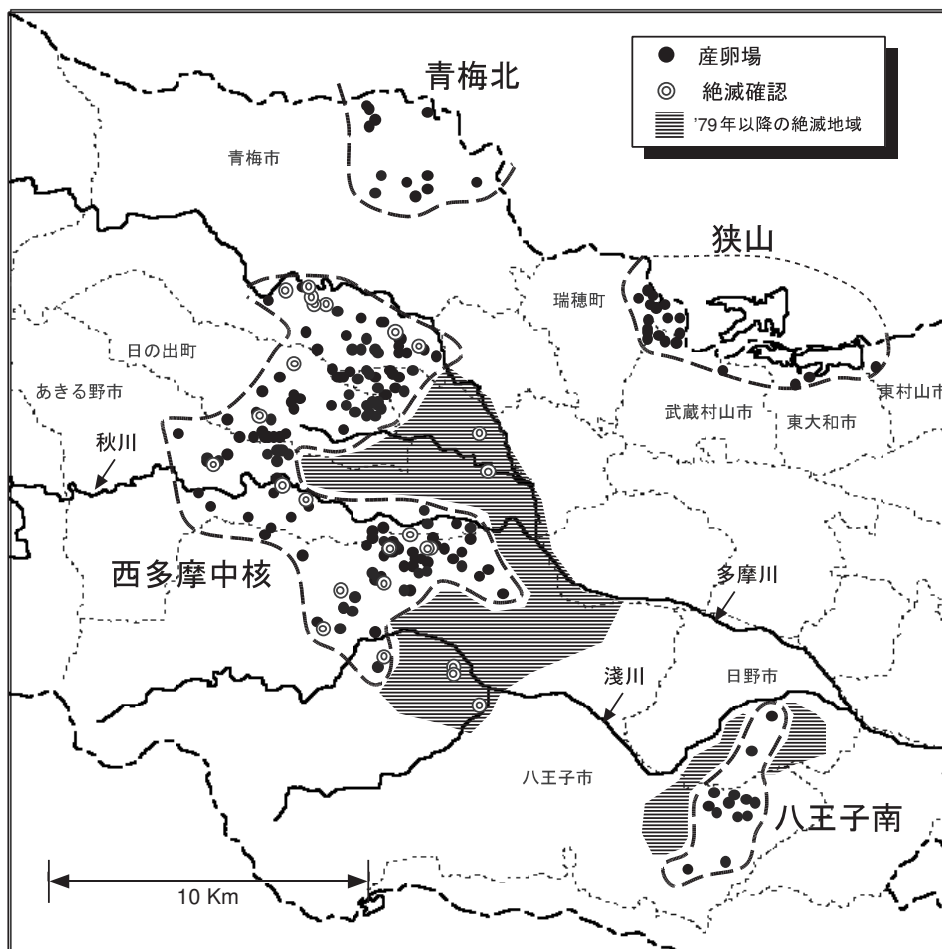 産卵場
絶滅確認
'79年以降の絶滅地域
青梅北
青梅市
狭山
瑞穂町
日の出町
あきる野市
武蔵村山市
東大和市
東村山市
秋川
西多摩中核
多摩川
淺川
日野市
八王子市
八王子南
10 Km